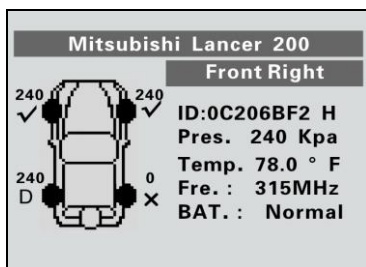 Mitsubishi Lancer 200
Front Right
240 240
ID:0C206BF2 H
Pres. 240 Kpa
Temp. 78.0 ° F
240 0
D
Fre. : 315MHz
BAT. : Normal